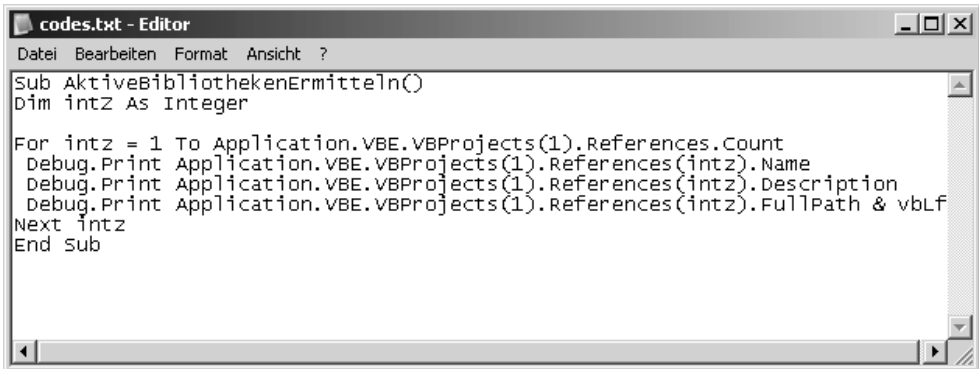 codes.txt - Editor
Datei Bearbeiten Format Ansicht ?
Sub AktiveBibliothekenErmitteln()
Dim intZ As Integer
For intz = 1 To Application.VBE.VBProjects(1).References.Count
Debug.Print Application.VBE.VBProjects(1).References(intz).Name
Debug.Print Application.VBE.VBProjects(1).References(intz).Description
Debug.Print Application.VBE.VBProjects(1).References(intz).FullPath & vbLf
Next intz
End Sub